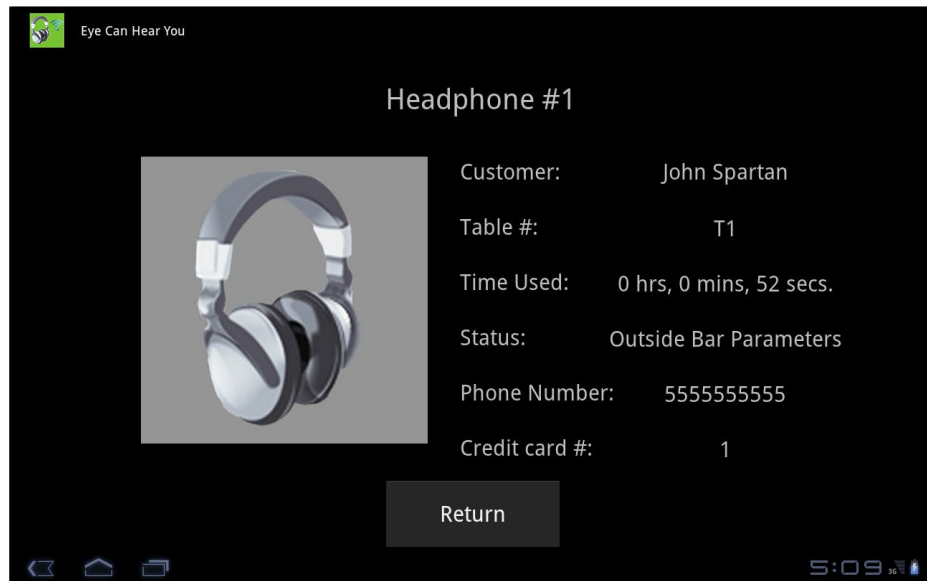 Eye Can Hear You
Headphone #1
Customer: John Spartan
Table #: T1
Time Used: 0 hrs, 0 mins, 52 secs.
Status: Outside Bar Parameters
Phone Number: 5555555555
Credit card #: 1
Return
5:09 3G